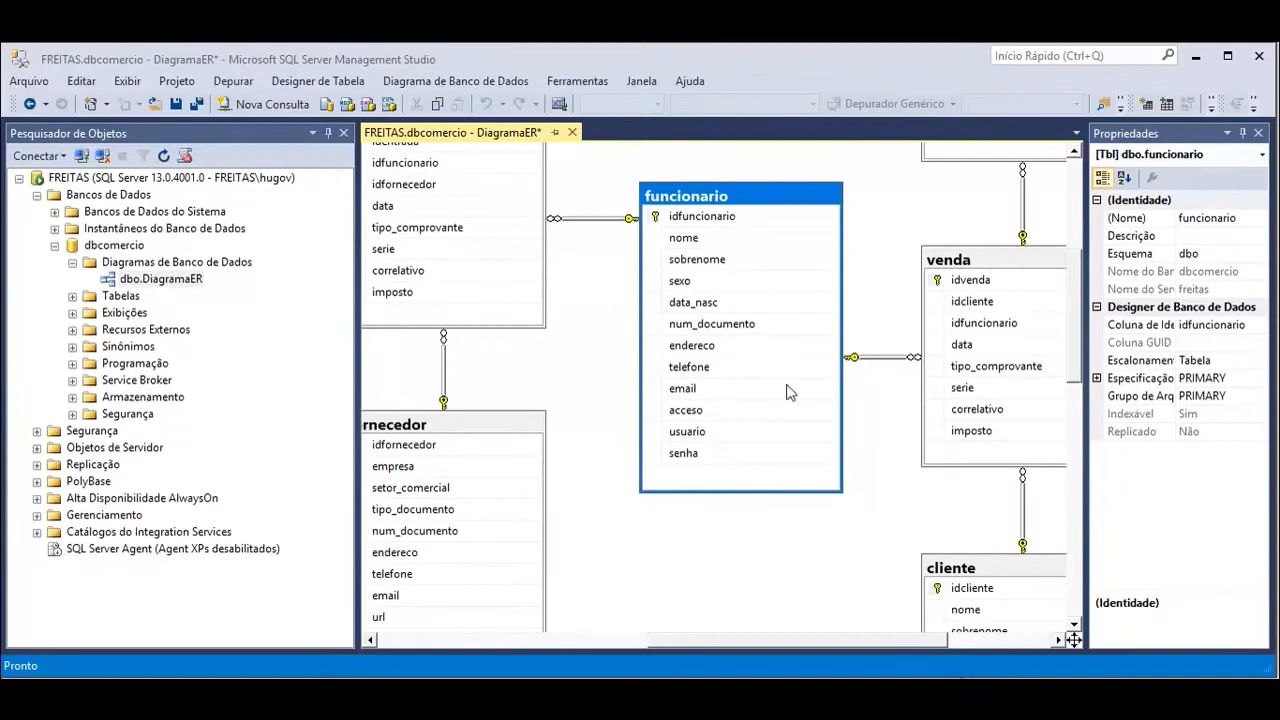 FREITAS.dbcomercio - DiagramaER* - Microsoft SQL Server Management Studio
Início Rápido (Ctrl+Q)
Arquivo Editar Exibir Projeto Depurar Designer de Tabela Diagrama de Banco de Dados Ferramentas Janela Ajuda
Nova Consulta
Depurador Genérico
Pesquisador de Objetos
Conectar
FREITAS (SQL Server 13.0.4001.0 - FREITAS\hugov)
Bancos de Dados
Bancos de Dados do Sistema
Instantâneos do Banco de Dados
dbcomercio
Diagramas de Banco de Dados
dbo.DiagramaER
Tabelas
Exibições
Recursos Externos
Sinônimos
Programação
Service Broker
Armazenamento
Segurança
Segurança
Objetos de Servidor
Replicação
PolyBase
Alta Disponibilidade AlwaysOn
Gerenciamento
Catálogos do Integration Services
SQL Server Agent (Agent XPs desabilitados)
FREITAS.dbcomercio - DiagramaER*
identrada
idfuncionario
idfornecedor
data
tipo_comprovante
serie
correlativo
imposto
rnecedor
idfornecedor
empresa
setor_comercial
tipo_documento
num_documento
endereco
telefone
email
url
funcionario
idfuncionario
nome
sobrenome
sexo
data_nasc
num_documento
endereco
telefone
email
acceso
usuario
senha
venda
idvenda
idcliente
idfuncionario
data
tipo_comprovante
serie
correlativo
imposto
cliente
idcliente
nome
sobrenome
Propriedades
[Tbl] dbo.funcionario
(Identidade)
(Nome) funcionario
Descrição
Esquema dbo
Nome do Bar dbcomercio
Nome do Ser freitas
Designer de Banco de Dados
Coluna de Ide idfuncionario
Coluna GUID
Escalonament Tabela
Especificação PRIMARY
Grupo de Arq PRIMARY
Indexável Sim
Replicado Não
(Identidade)
Pronto